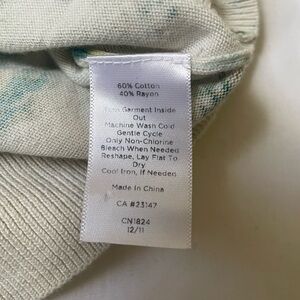 60% Cotton
40% Rayon
Turn Garment Inside
Out
Machine Wash Cold
Gentle Cycle
Only Non-Chlorine
Bleach When Needed
Reshape, Lay Flat To
Dry
Cool Iron, If Needed
Made in China
CA #23147
CN1824
12/11